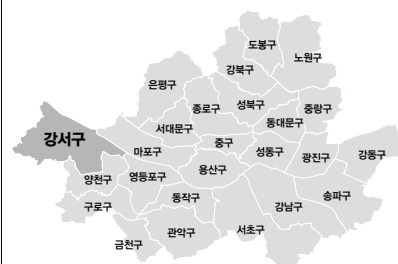 도봉구
노원구
강북구
은평구
종로구
성북구
중랑구
동대문구
서대문구
강서구
마포구
중구
성동구
광진구
강동구
용산구
양천구
영등포구
동작구
송파구
구로구
강남구
서초구
관악구
금천구